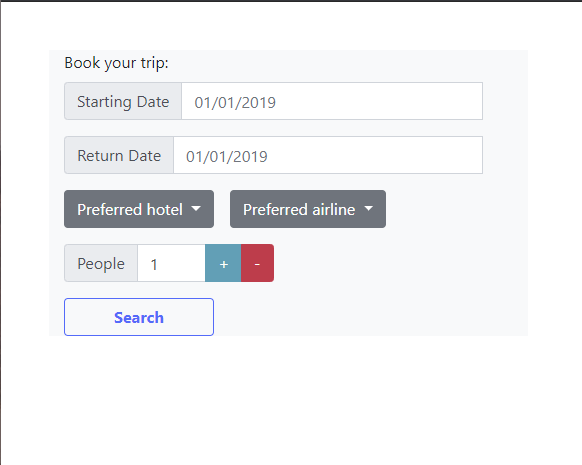 Book your trip:
Starting Date 01/01/2019
Return Date 01/01/2019
Preferred hotel Preferred airline
People 1 + -
Search